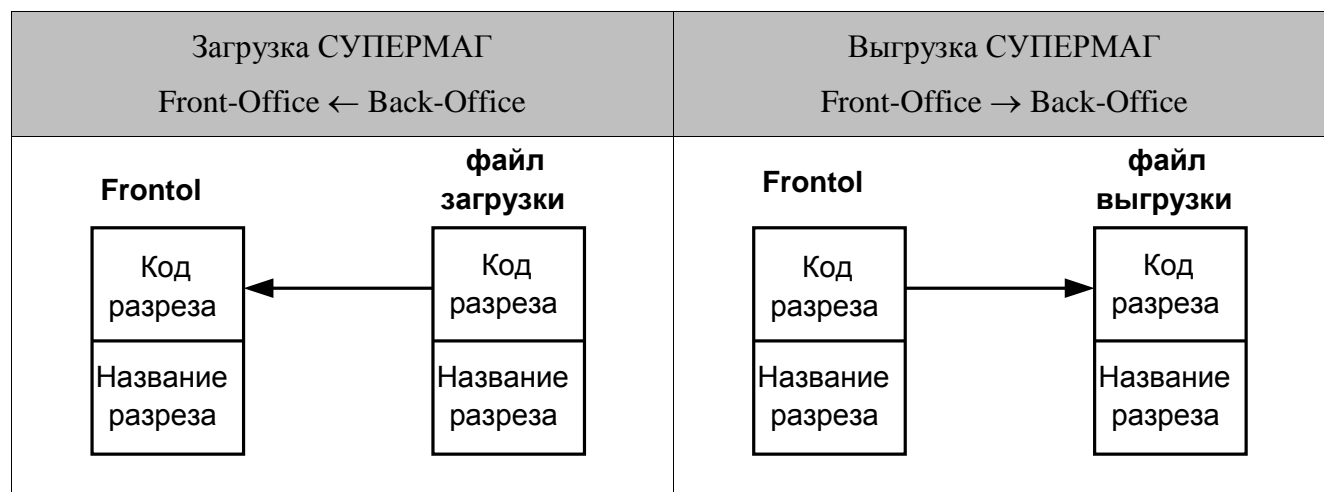 Загрузка СУПЕРМАГ
Front-Office ← Back-Office
Выгрузка СУПЕРМАГ
Front-Office → Back-Office
Frontol
файл
загрузки
Код
разреза
Код
разреза
Название
разреза
Название
разреза
Frontol
файл
выгрузки
Код
разреза
Код
разреза
Название
разреза
Название
разреза